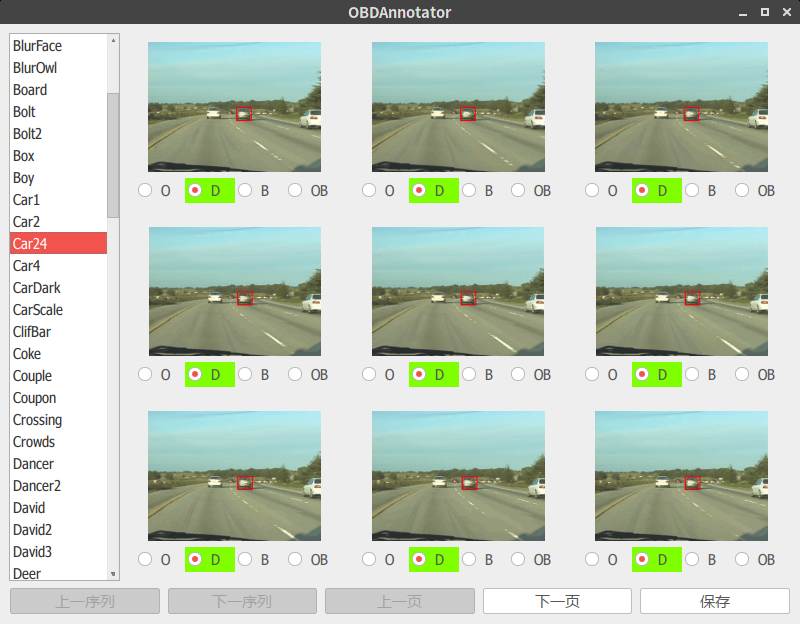 OBDAnnotator
BlurFace
BlurOwl
Board
Bolt
Bolt2
Box
Boy
Car1
Car2
Car24
Car4
CarDark
CarScale
ClifBar
Coke
Couple
Coupon
Crossing
Crowds
Dancer
Dancer2
David
David2
David3
Deer
O D B OB O D B OB O D B OB
O D B OB O D B OB O D B OB
O D B OB O D B OB O D B OB
上一序列 下一序列 上一页 下一页 保存